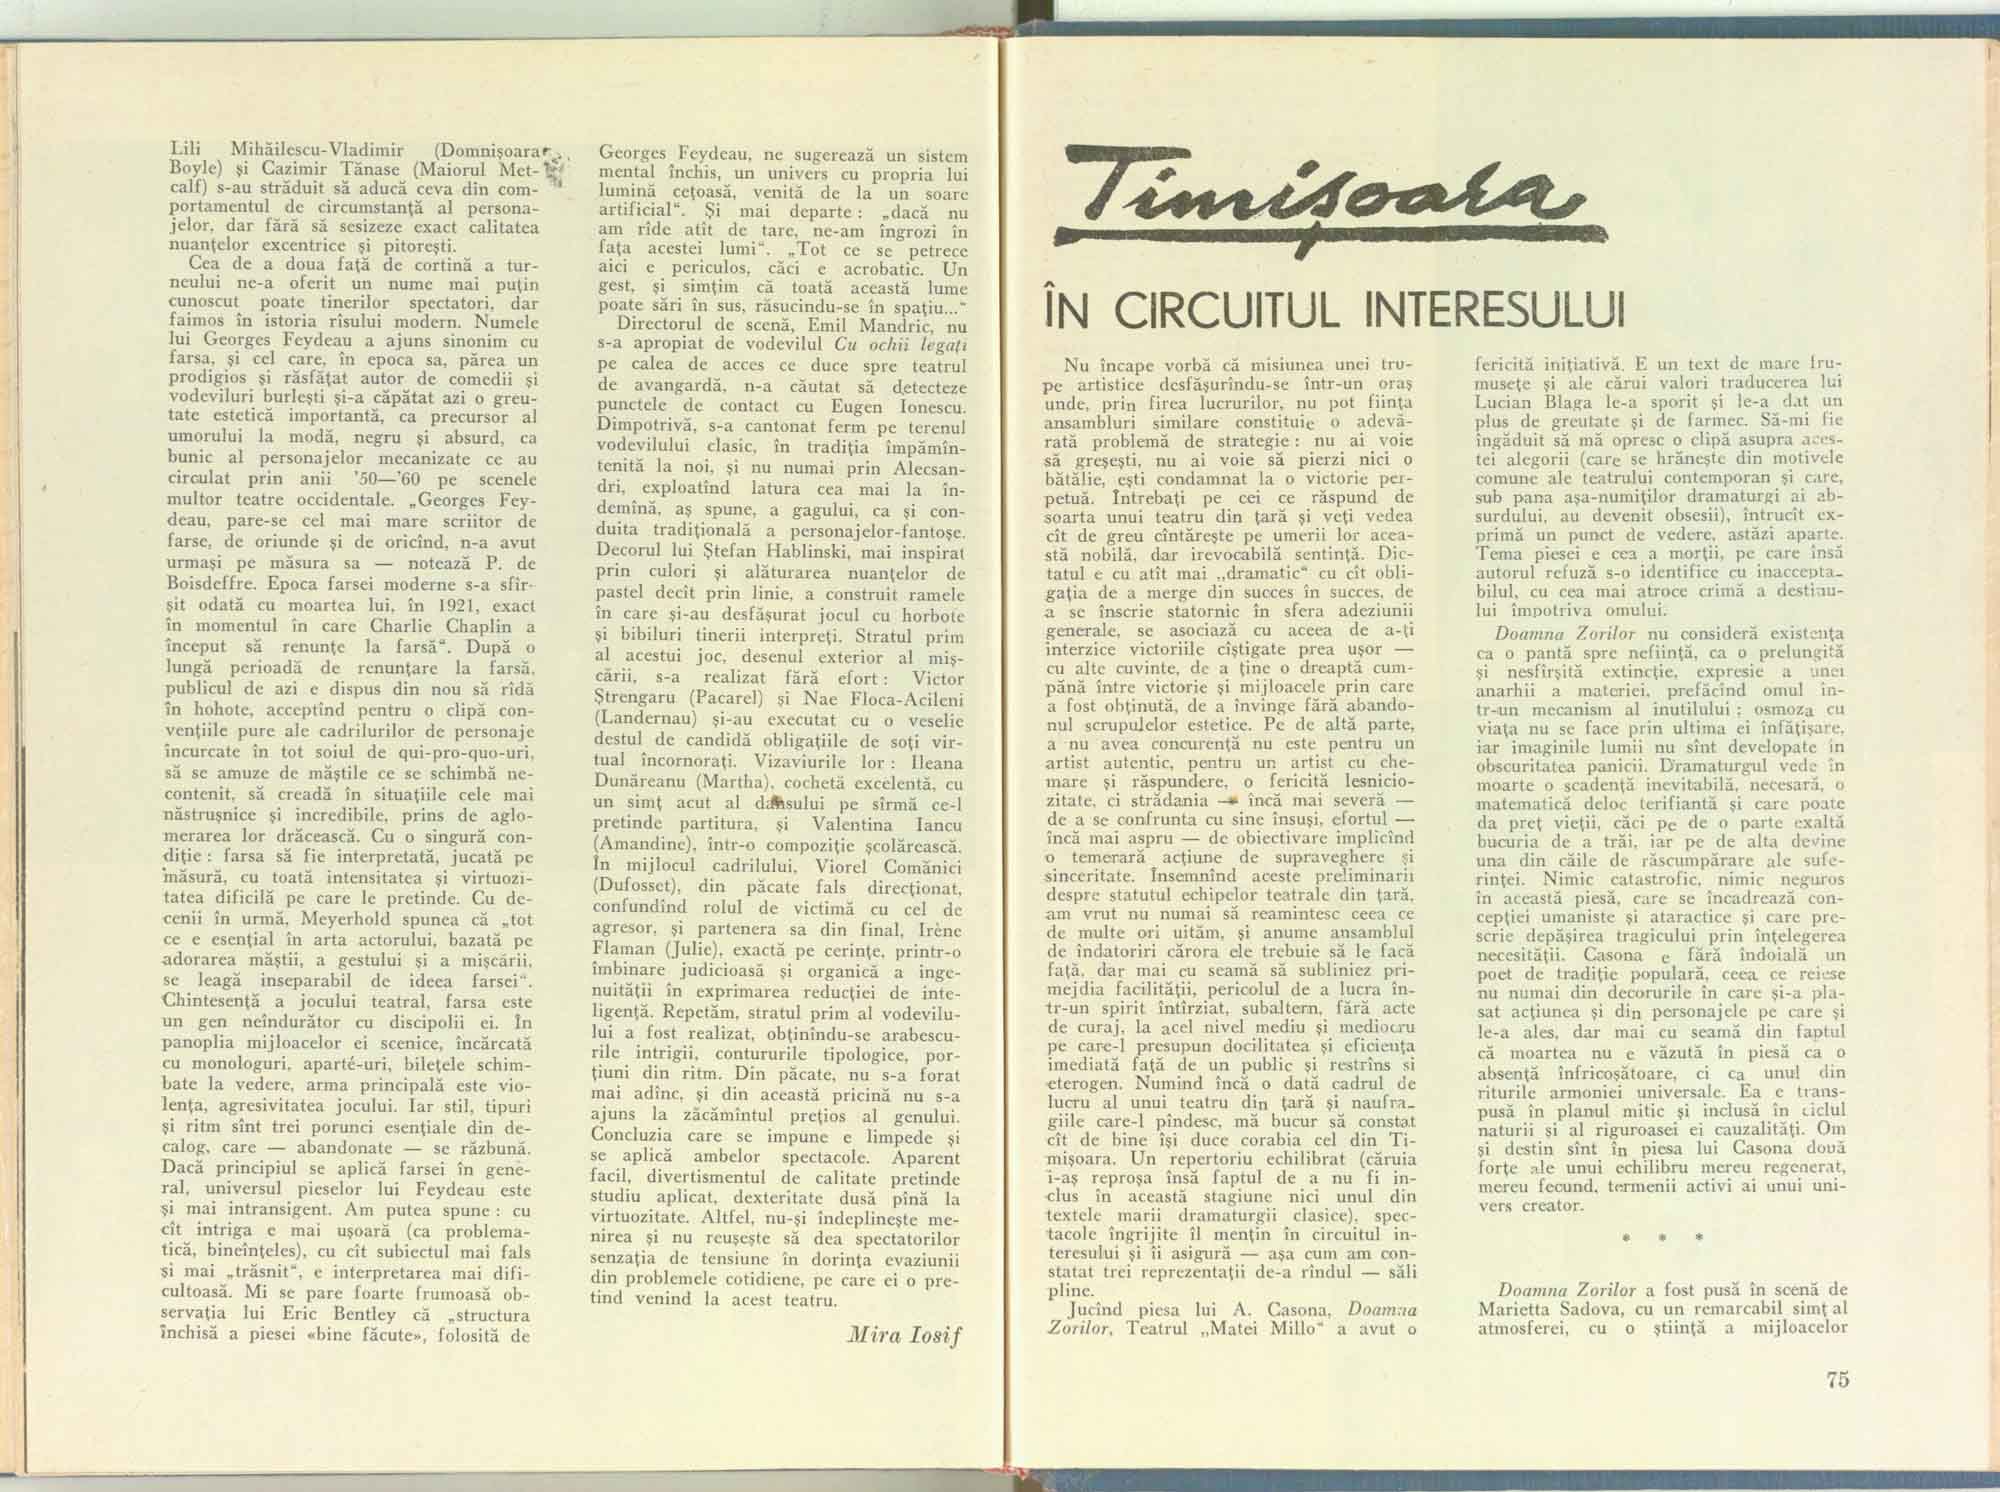 Lili Mihăilescu-Vladimir (Domnişoara
Boyle) şi Cazimir Tănase (Maiorul Met-
calf) s-au străduit să aducă ceva din com-
portamentul de circumstanţă al persona-
jelor, dar fără să sesizeze exact calitatea
nuanţelor excentrice şi pitoreşti.
Cea de a doua faţă de cortină a tur-
neului ne-a oferit un nume mai puţin
cunoscut poate tinerilor spectatori, dar
faimos în istoria rîsului modern. Numele
lui Georges Feydeau a ajuns sinonim cu
farsa, şi cel care, în epoca sa, părea un
prodigios şi răsfăţat autor de comedii şi
vodeviluri burleşti şi-a căpătat azi o greu-
tate estetică importantă, ca precursor al
umorului la modă, negru şi absurd, ca
bunic al personajelor mecanizate ce au
circulat prin anii '50—'60 pe scenele
multor teatre occidentale. „Georges Fey-
deau, pare-se cel mai mare scriitor de
farse, de oriunde şi de oricînd, n-a avut
urmaşi pe măsura sa — notează P. de
Boisdeffre. Epoca farsei moderne s-a sfîr-
şit odată cu moartea lui, în 1921, exact
în momentul în care Charlie Chaplin a
început să renunţe la farsă“. După o
lungă perioadă de renunţare la farsă,
publicul de azi e dispus din nou să rîdă
în hohote, acceptînd pentru o clipă con-
venţiile pure ale cadrilurilor de personaje
încurcate în tot soiul de qui-pro-quo-uri,
să se amuze de măştile ce se schimbă ne-
contenit, să creadă în situaţiile cele mai
năstruşnice şi incredibile, prins de aglo-
merarea lor drăcească. Cu o singură con-
diţie : farsa să fie interpretată, jucată pe
măsură, cu toată intensitatea şi virtuozi-
tatea dificilă pe care le pretinde. Cu de-
cenii în urmă, Meyerhold spunea că „tot
ce e esenţial în arta actorului, bazată pe
adorarea măştii, a gestului şi a mişcării,
se leagă inseparabil de ideea farsei“.
Chintesenţă a jocului teatral, farsa este
un gen neîndurător cu discipolii ei. În
panoplia mijloacelor ei scenice, încărcată
cu monologuri, aparté-uri, bileţele schim-
bate la vedere, arma principală este vio-
lenţa, agresivitatea jocului. Iar stil, tipuri
şi ritm sînt trei porunci esenţiale din de-
calog, care — abandonate — se răzbună.
Dacă principiul se aplică farsei în gene-
ral, universul pieselor lui Feydeau este
şi mai intransigent. Am putea spune : cu
cît intriga e mai uşoară (ca problema-
tică, bineînţeles), cu cît subiectul mai fals
şi mai „trăsnit“, e interpretarea mai difi-
cultoasă. Mi se pare foarte frumoasă ob-
servaţia lui Eric Bentley că „structura
închisă a piesei «bine făcute», folosită de
Georges Feydeau, ne sugerează un sistem
mental închis, un univers cu propria lui
lumină ceţoasă, venită de la un soare
artificial“. Şi mai departe : „dacă nu
am rîde atît de tare, ne-am îngrozi în
faţa acestei lumi“. „Tot ce se petrece
aici e periculos, căci e acrobatic. Un
gest, şi simţim că toată această lume
poate sări în sus, răsucindu-se în spaţiu...“
Directorul de scenă, Emil Mandric, nu
s-a apropiat de vodevilul Cu ochii legaţi
pe calea de acces ce duce spre teatrul
de avangardă, n-a căutat să detecteze
punctele de contact cu Eugen Ionescu.
Dimpotrivă, s-a cantonat ferm pe terenul
vodevilului clasic, în tradiţia împămîn-
tenită la noi, şi nu numai prin Alecsan-
dri, exploatînd latura cea mai la în-
demînă, aş spune, a gagului, ca şi con-
duita tradiţională a personajelor-fantoşe.
Decorul lui Ştefan Hablinski, mai inspirat
prin culori şi alăturarea nuanţelor de
pastel decît prin linie, a construit ramele
în care şi-au desfăşurat jocul cu horbote
şi bibiluri tinerii interpreţi. Stratul prim
al acestui joc, desenul exterior al miş-
cării, s-a realizat fără efort : Victor
Ştrengaru (Pacarel) şi Nae Floca-Acileni
(Landernau) şi-au executat cu o veselie
destul de candidă obligaţiile de soţi vir-
tual încornoraţi. Vizaviurile lor : Ileana
Dunăreanu (Martha), cochetă excelentă, cu
un simţ acut al dansului pe sîrmă ce-l
pretinde partitura, şi Valentina Iancu
(Amandine), într-o compoziţie şcolărească.
În mijlocul cadrilului, Viorel Comănici
(Dufosset), din păcate fals direcţionat,
confundînd rolul de victimă cu cel de
agresor, şi partenera sa din final, Irène
Flaman (Julie), exactă pe cerinţe, printr-o
îmbinare judicioasă şi organică a inge-
nuităţii în exprimarea reducţiei de inte-
ligenţă. Repetăm, stratul prim al vodevilu-
lui a fost realizat, obţinîndu-se arabescu-
rile intrigii, contururile tipologice, por-
ţiuni din ritm. Din păcate, nu s-a forat
mai adînc, şi din această pricină nu s-a
ajuns la zăcămîntul preţios al genului.
Concluzia care se impune e limpede şi
se aplică ambelor spectacole. Aparent
facil, divertismentul de calitate pretinde
studiu aplicat, dexteritate dusă pînă la
virtuozitate. Altfel, nu-şi îndeplineşte me-
nirea şi nu reuşeşte să dea spectatorilor
senzaţia de tensiune în dorinţa evaziunii
din problemele cotidiene, pe care ei o pre-
tind venind la acest teatru.
Mira Iosif
Timişoara
ÎN CIRCUITUL INTERESULUI
Nu încape vorbă că misiunea unei tru-
pe artistice desfăşurîndu-se într-un oraş
unde, prin firea lucrurilor, nu pot fiinţa
ansambluri similare constituie o adevă-
rată problemă de strategie : nu ai voie
să greşeşti, nu ai voie să pierzi nici o
bătălie, eşti condamnat la o victorie per-
petuă. Întrebaţi pe cei ce răspund de
soarta unui teatru din ţară şi veţi vedea
cît de greu cîntăreşte pe umerii lor acea-
stă nobilă, dar irevocabilă sentinţă. Dic-
tatul e cu atît mai „dramatic“ cu cît obli-
gaţia de a merge din succes în succes, de
a se înscrie statornic în sfera adeziunii
generale, se asociază cu aceea de a-ţi
interzice victoriile cîştigate prea uşor —
cu alte cuvinte, de a ţine o dreaptă cum-
pănă între victorie şi mijloacele prin care
a fost obţinută, de a învinge fără abando-
nul scrupulelor estetice. Pe de altă parte,
a nu avea concurenţă nu este pentru un
artist autentic, pentru un artist cu che-
mare şi răspundere, o fericită lesnicio-
zitate, ci strădania — încă mai severă —
de a se confrunta cu sine însuşi, efortul —
încă mai aspru — de obiectivare implicînd
o temerară acţiune de supraveghere şi
sinceritate. Însemnînd aceste preliminarii
despre statutul echipelor teatrale din ţară,
am vrut nu numai să reamintesc ceea ce
de multe ori uităm, şi anume ansamblul
de îndatoriri cărora ele trebuie să le facă
faţă, dar mai cu seamă să subliniez pri-
mejdia facilităţii, pericolul de a lucra în-
tr-un spirit întîrziat, subaltern, fără acte
de curaj, la acel nivel mediu şi mediocru
pe care-l presupun docilitatea şi eficienţa
imediată faţă de un public şi restrîns si
eterogen. Numind încă o dată cadrul de
lucru al unui teatru din ţară şi naufra-
giile care-l pîndesc, mă bucur să constat
cît de bine îşi duce corabia cel din Ti-
mişoara. Un repertoriu echilibrat (căruia
i-aş reproşa însă faptul de a nu fi in-
clus în această stagiune nici unul din
textele marii dramaturgii clasice), spec-
tacole îngrijite îl menţin în circuitul in-
teresului şi îi asigură — aşa cum am con-
statat trei reprezentaţii de-a rîndul — săli
pline.
Jucînd piesa lui A. Casona, Doamna
Zorilor, Teatrul „Matei Millo“ a avut o
fericită iniţiativă. E un text de mare fru-
museţe şi ale cărui valori traducerea lui
Lucian Blaga le-a sporit şi le-a dat un
plus de greutate şi de farmec. Să-mi fie
îngăduit să mă opresc o clipă asupra aces-
tei alegorii (care se hrăneşte din motivele
comune ale teatrului contemporan şi care,
sub pana aşa-numiţilor dramaturgi ai ab-
surdului, au devenit obsesii), întrucît ex-
primă un punct de vedere, astăzi aparte.
Tema piesei e cea a morţii, pe care însă
autorul refuză s-o identifice cu inaccepta-
bilul, cu cea mai atroce crimă a destinu-
lui împotriva omului.
Doamna Zorilor nu consideră existenţa
ca o pantă spre nefiinţă, ca o prelungită
şi nesfîrşită extincţie, expresie a unei
anarhii a materiei, prefăcînd omul în-
tr-un mecanism al inutilului : osmoza cu
viaţa nu se face prin ultima ei înfăţişare,
iar imaginile lumii nu sînt developate în
obscuritatea panicii. Dramaturgul vede în
moarte o scadenţă inevitabilă, necesară, o
matematică deloc terifiantă şi care poate
da preţ vieţii, căci pe de o parte exaltă
bucuria de a trăi, iar pe de alta devine
una din căile de răscumpărare ale sufe-
rinţei. Nimic catastrofic, nimic neguros
în această piesă, care se încadrează con-
cepţiei umaniste şi ataractice şi care pre-
scrie depăşirea tragicului prin înţelegerea
necesităţii. Casona e fără îndoială un
poet de tradiţie populară, ceea ce reiese
nu numai din decorurile în care şi-a pla-
sat acţiunea şi din personajele pe care şi
le-a ales, dar mai cu seamă din faptul
că moartea nu e văzută în piesă ca o
absenţă înfricoşătoare, ci ca unul din
riturile armoniei universale. Ea e trans-
pusă în planul mitic şi inclusă în ciclul
naturii şi al riguroasei ei cauzalităţi. Om
şi destin sînt în piesa lui Casona două
forţe ale unui echilibru mereu regenerat,
mereu fecund, termenii activi ai unui uni-
vers creator.
* * *
Doamna Zorilor a fost pusă în scenă de
Marietta Sadova, cu un remarcabil simţ al
atmosferei, cu o ştiinţă a mijloacelor
75